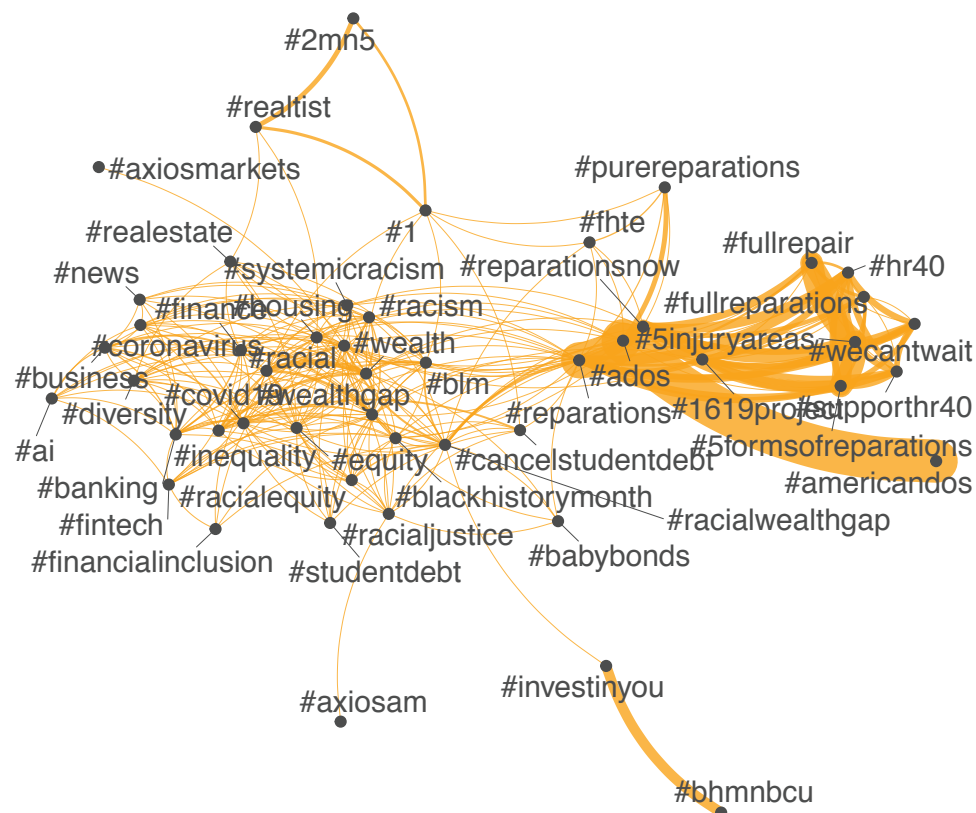 #2mn5
#realtist
#axiosmarkets
#purereparations
#1
#fhte
#realestate
#fullrepair
#news
#systemicracism
#reparationsnow
#hr40
#finance
#housing
#racism
#fullreparations
#coronavirus
#racial
#wealth
#5injuryareas
#wecantwait
#business
#blm
#ados
#diversity
#covid19
#wealthgap
#reparations
#1619project
#supporthr40
#ai
#inequality
#equity
#cancelstudentdebt
#5formsofreparations
#banking
#racialequity
#blackhistorymonth
#americandos
#fintech
#racialjustice
#racialwealthgap
#financialinclusion
#studentdebt
#babybonds
#axiosam
#investinyou
#bhmnbcu